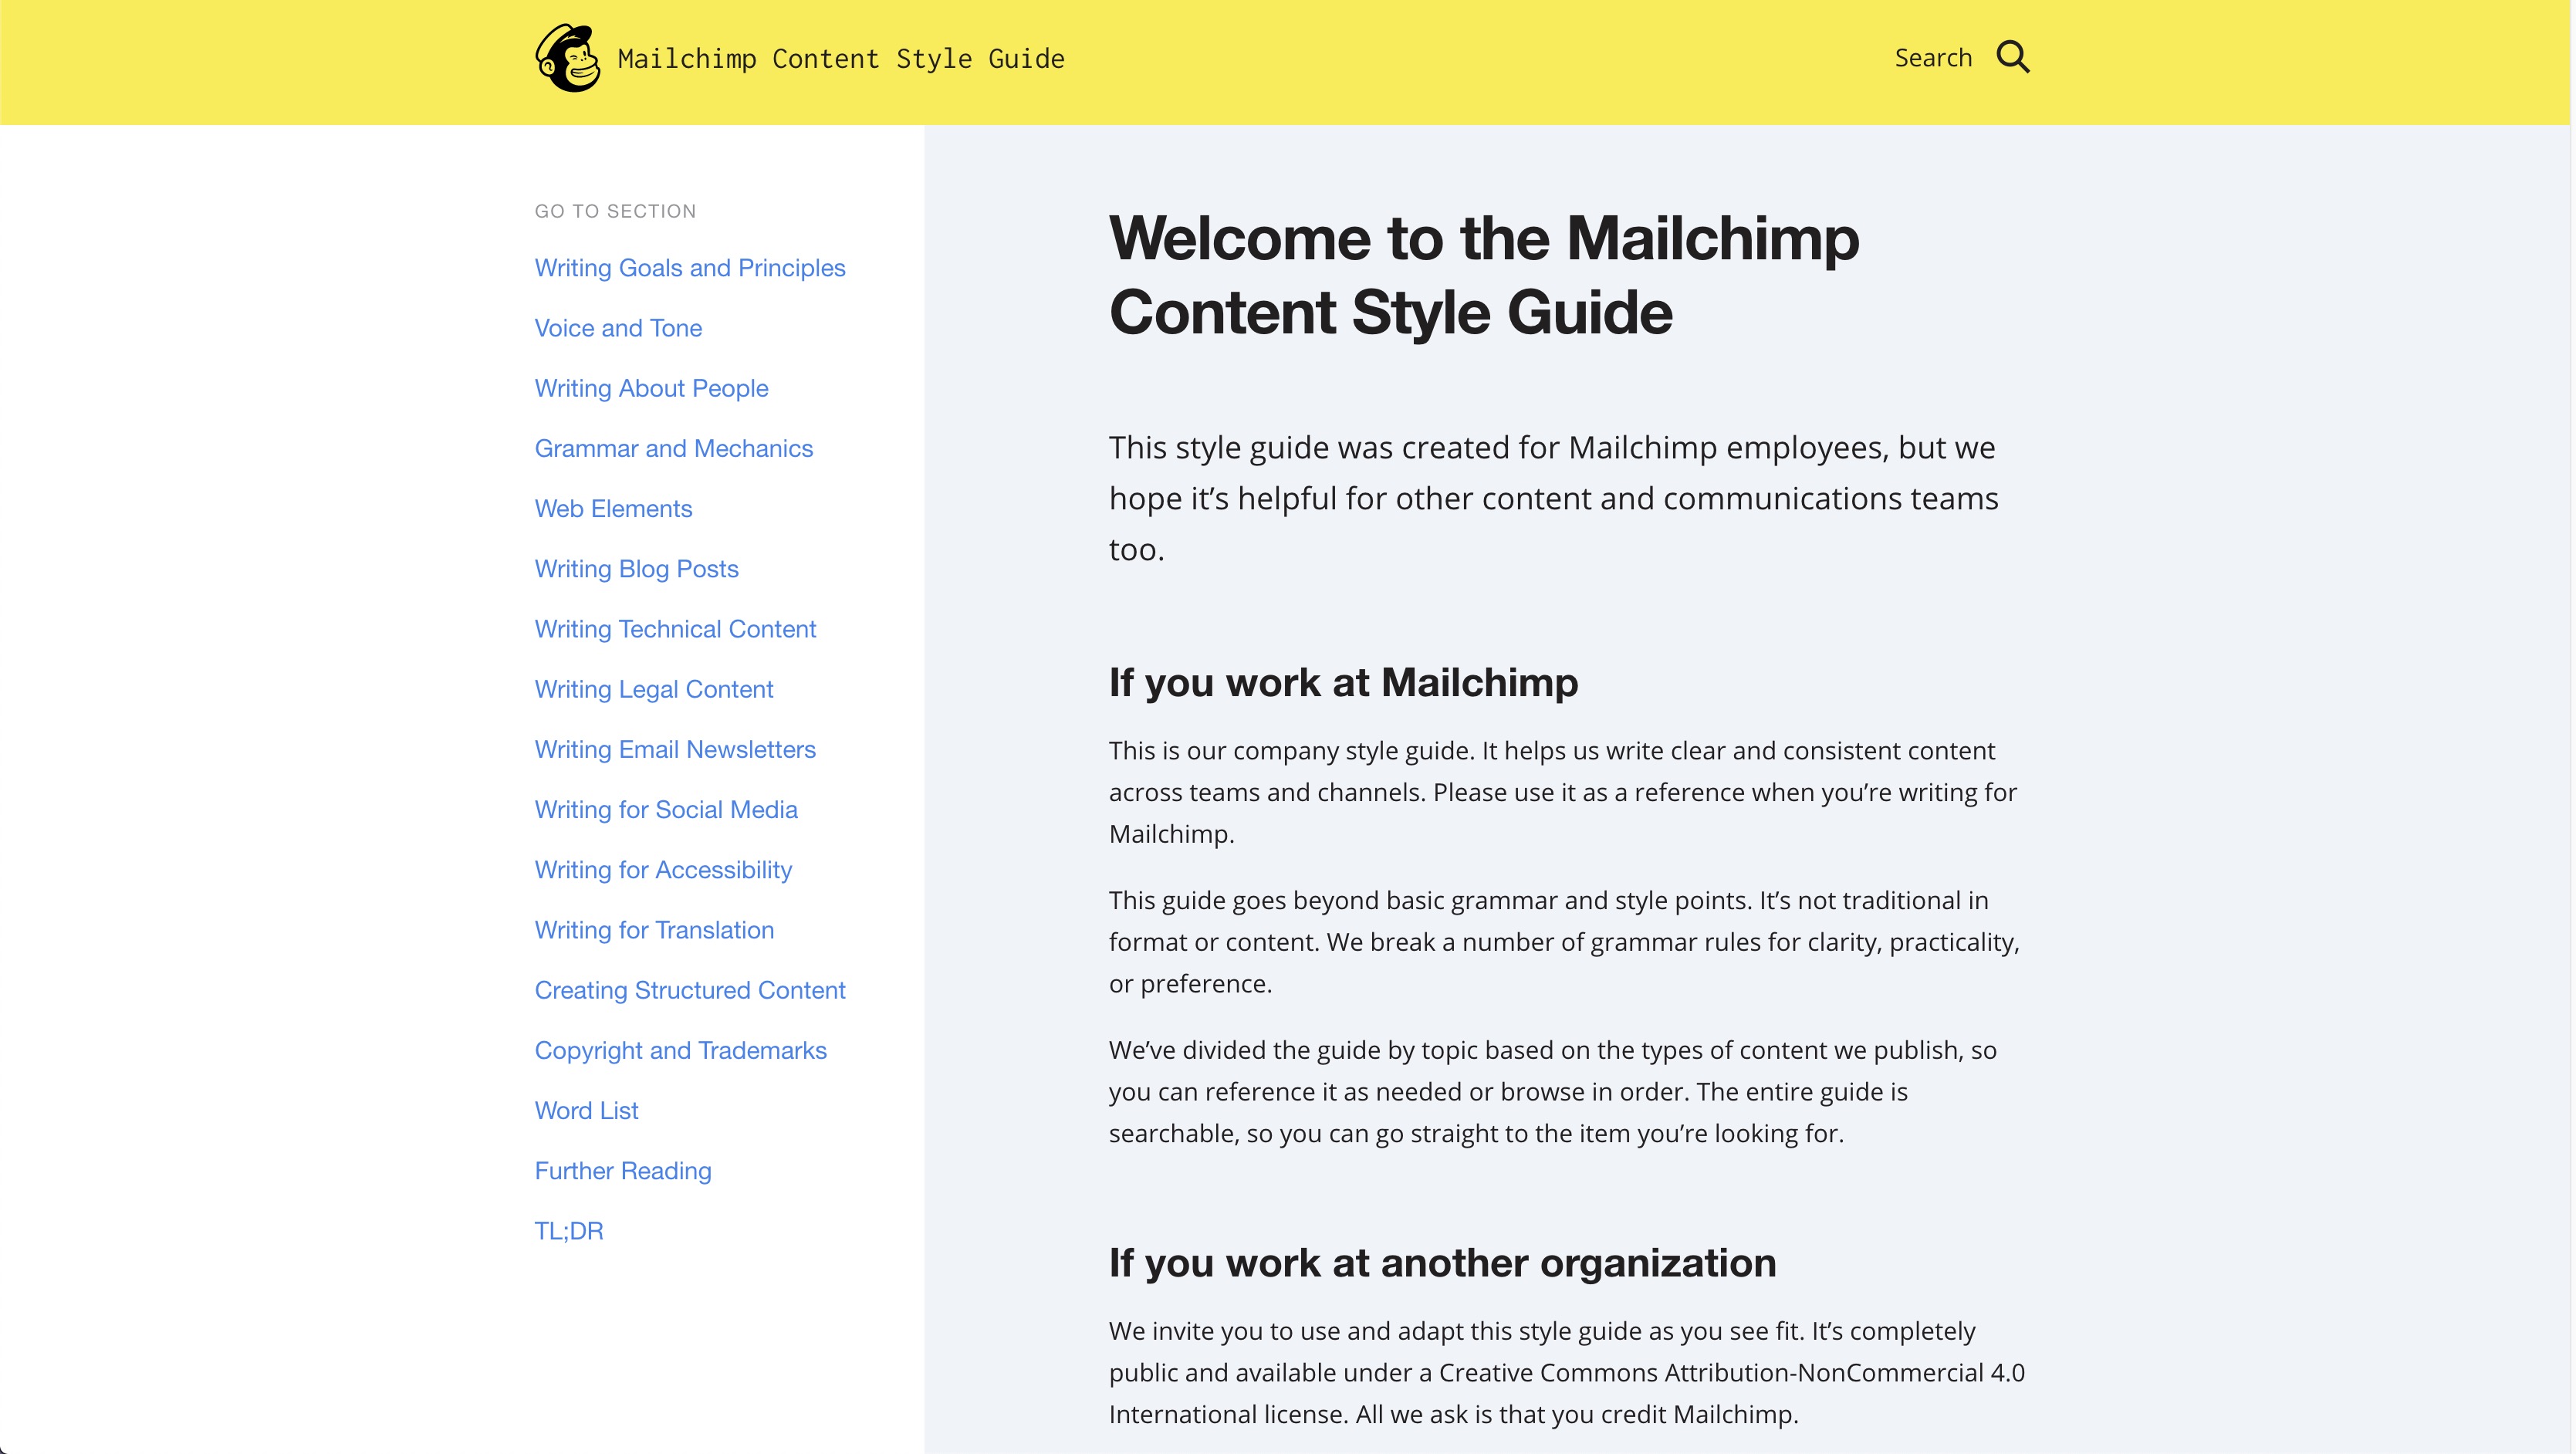 Mailchimp Content Style Guide
Search
GO TO SECTION
Writing Goals and Principles
Voice and Tone
Writing About People
Grammar and Mechanics
Web Elements
Writing Blog Posts
Writing Technical Content
Writing Legal Content
Writing Email Newsletters
Writing for Social Media
Writing for Accessibility
Writing for Translation
Creating Structured Content
Copyright and Trademarks
Word List
Further Reading
TL;DR
Welcome to the Mailchimp
Content Style Guide
This style guide was created for Mailchimp employees, but we
hope it’s helpful for other content and communications teams
too.
If you work at Mailchimp
This is our company style guide. It helps us write clear and consistent content
across teams and channels. Please use it as a reference when you’re writing for
Mailchimp.
This guide goes beyond basic grammar and style points. It’s not traditional in
format or content. We break a number of grammar rules for clarity, practicality,
or preference.
We’ve divided the guide by topic based on the types of content we publish, so
you can reference it as needed or browse in order. The entire guide is
searchable, so you can go straight to the item you’re looking for.
If you work at another organization
We invite you to use and adapt this style guide as you see fit. It’s completely
public and available under a Creative Commons Attribution-NonCommercial 4.0
International license. All we ask is that you credit Mailchimp.